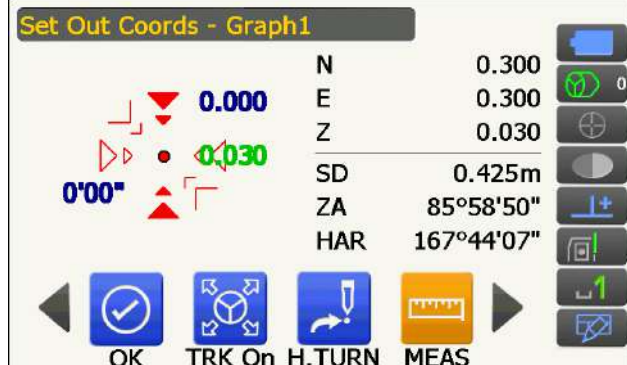 Set Out Coords - Graph1
N 0.300
0.000
E 0.300
Z 0.030
0.030
SD 0.425m
0'00"
ZA 85°58'50"
HAR 167°44'07"
0
1
OK TRK On H.TURN MEAS